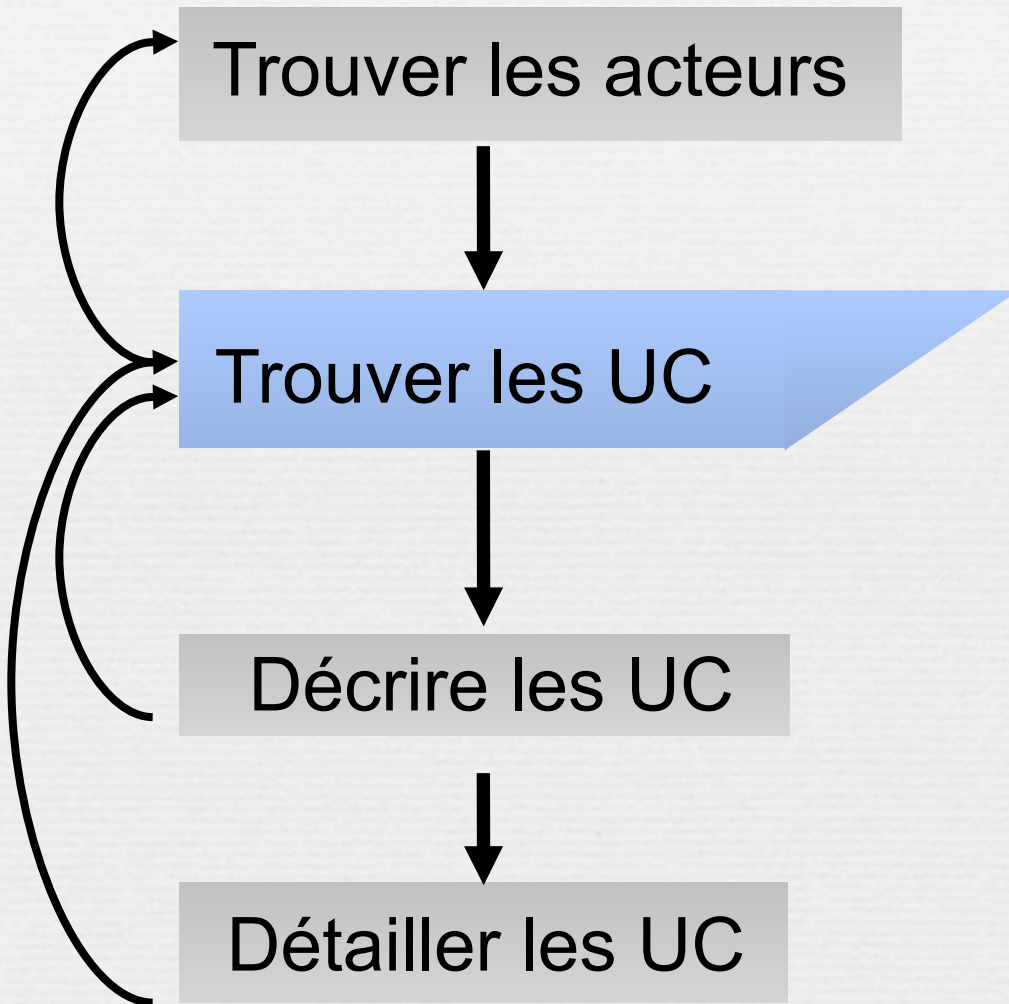 Trouver les acteurs
Trouver les UC
Décrire les UC
Détailler les UC